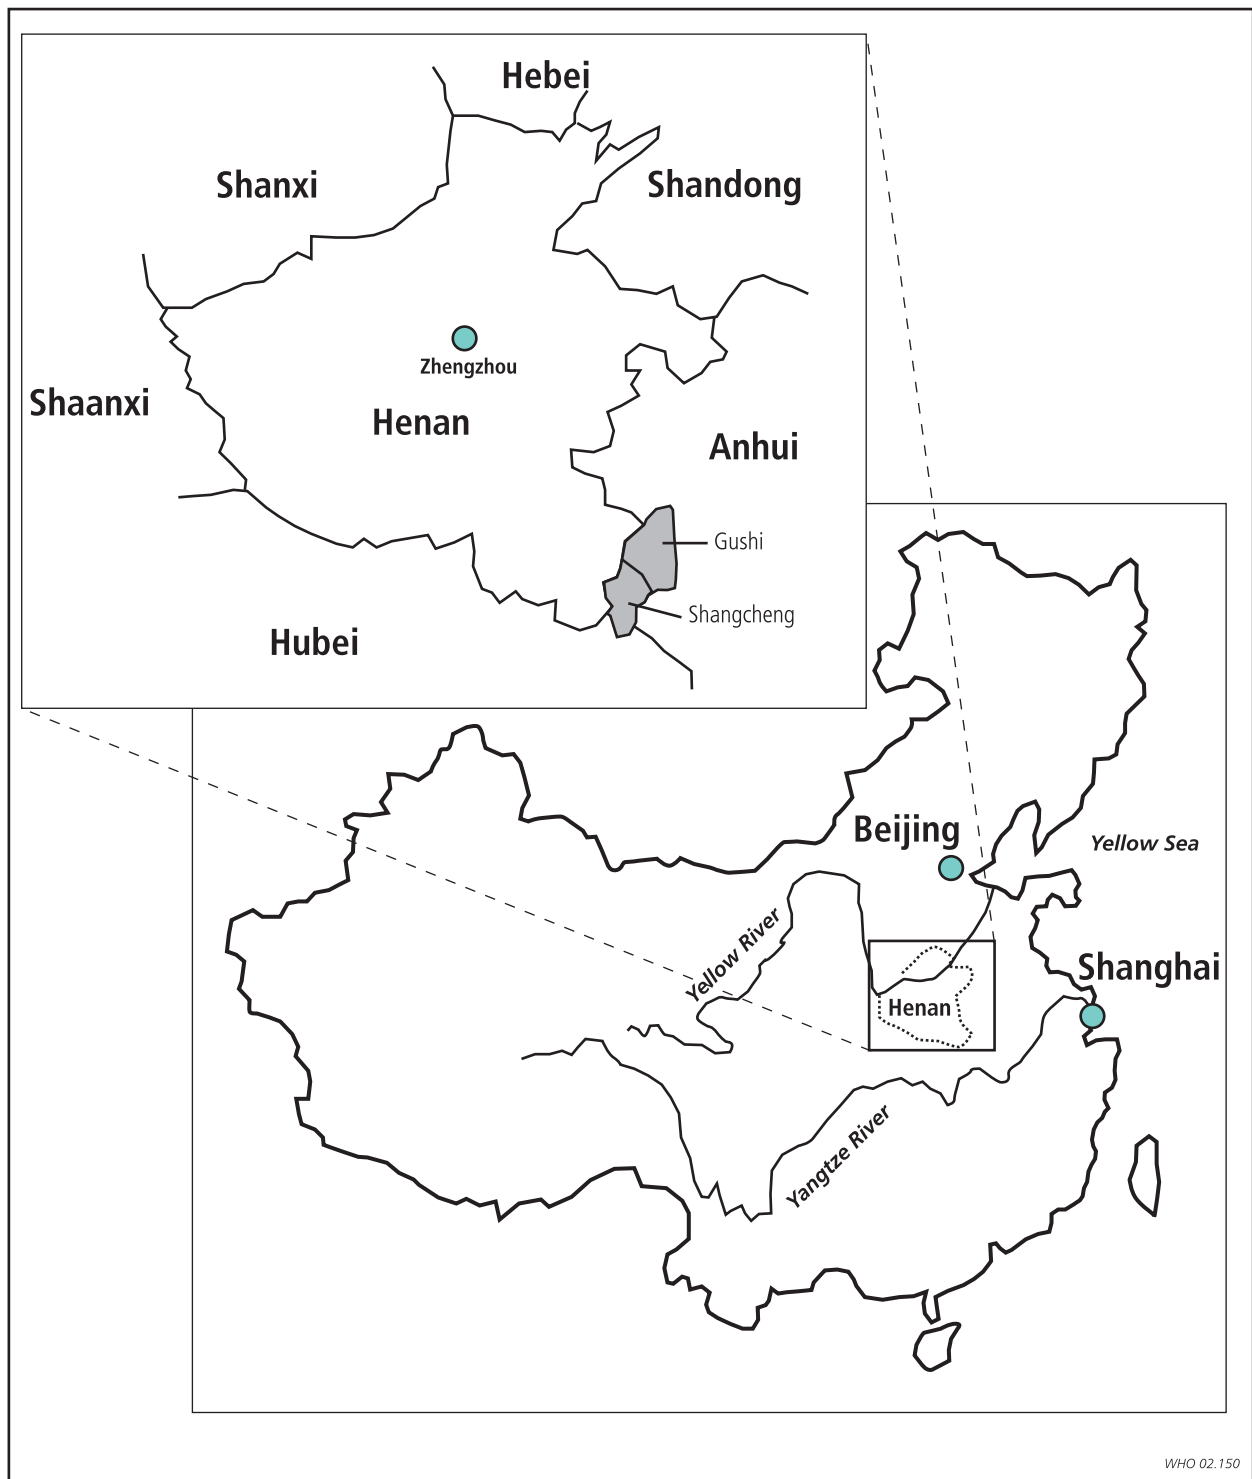 Hebei
Shanxi
Shandong
Zhengzhou
Shaanxi
Henan
Anhui
Gushi
Shangcheng
Hubei
Beijing
Yellow Sea
Yellow River
Shanghai
Henan
Yangtze River
WHO 02.150